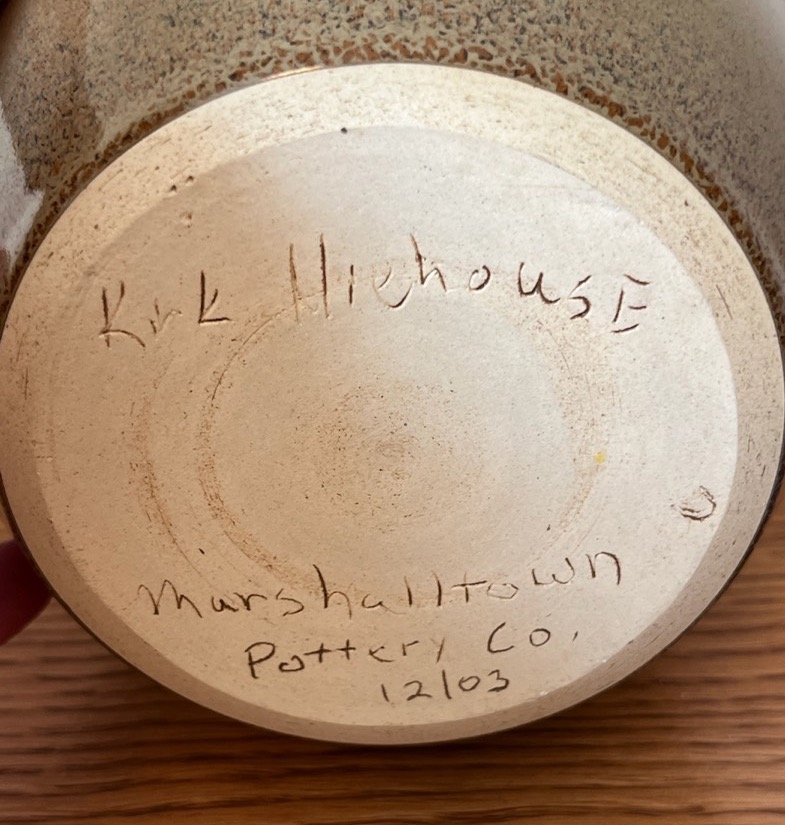 Kirk Hiehouse
Marshalltown
Pottery Co.
12/03